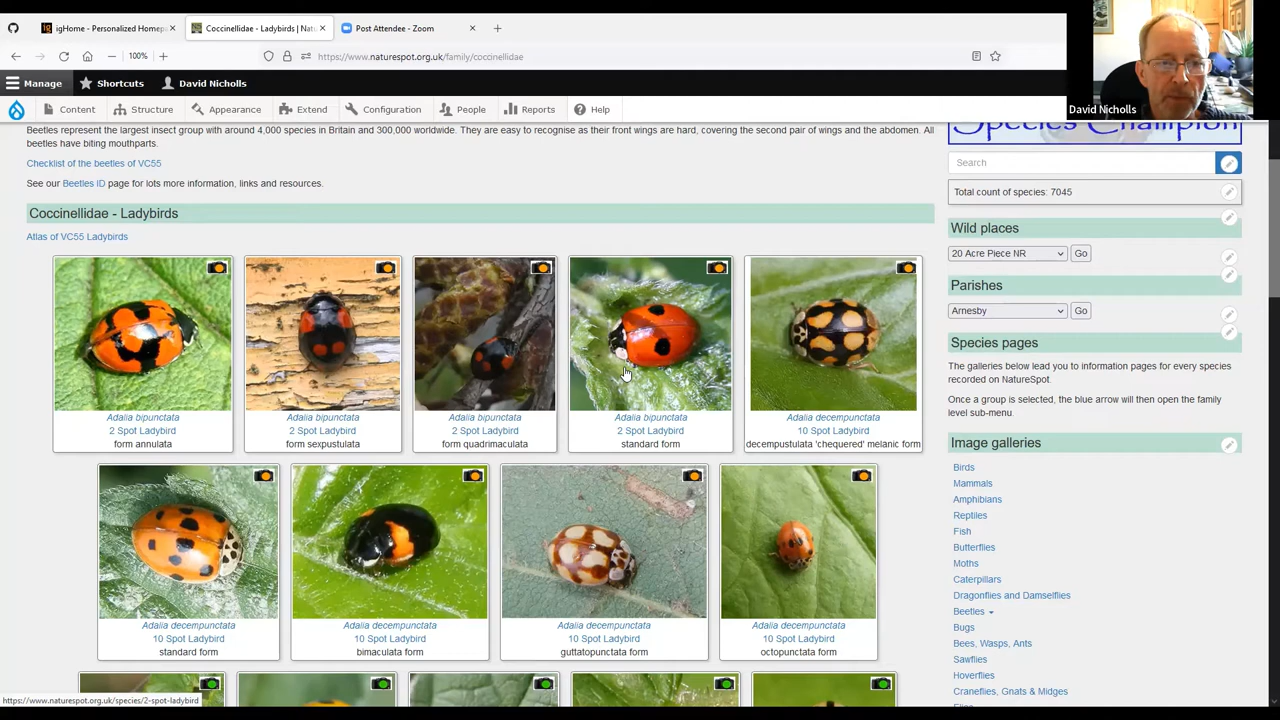 igHome - Personalized Homep
Coccinellidae - Ladybirds | Nat
Post Attendee - Zoom
100%
https://www.naturespot.org.uk/family/coccinellidae
Manage
Shortcuts
David Nicholls
Content
Structure
Appearance
Extend
Configuration
People
Reports
Help
David Nicholls
Beetles represent the largest insect group with around 4,000 species in Britain and 300,000 worldwide. They are easy to recognise as their front wings are hard, covering the second pair of wings and the abdomen. All
beetles have biting mouthparts.
Checklist of the beetles of VC55
See our Beetles ID page for lots more information, links and resources.
Coccinellidae - Ladybirds
Atlas of VC55 Ladybirds
Adalia bipunctata
2 Spot Ladybird
form annulata
Adalia bipunctata
2 Spot Ladybird
form sexpustulata
Adalia bipunctata
2 Spot Ladybird
form quadrimaculata
Adalia bipunctata
2 Spot Ladybird
standard form
Adalia decempunctata
10 Spot Ladybird
decempustulata 'chequered' melanic form
Adalia decempunctata
10 Spot Ladybird
standard form
Adalia decempunctata
10 Spot Ladybird
bimaculata form
Adalia decempunctata
10 Spot Ladybird
guttatopunctata form
Adalia decempunctata
10 Spot Ladybird
octopunctata form
Species Champion
Search
Total count of species: 7045
Wild places
20 Acre Piece NR
Go
Parishes
Arnesby
Go
Species pages
The galleries below lead you to information pages for every species
recorded on NatureSpot.
Once a group is selected, the blue arrow will then open the family
level sub-menu.
Image galleries
Birds
Mammals
Amphibians
Reptiles
Fish
Butterflies
Moths
Caterpillars
Dragonflies and Damselflies
Beetles
Bugs
Bees, Wasps, Ants
Sawflies
Hoverflies
Craneflies, Gnats & Midges
https://www.naturespot.org.uk/species/2-spot-ladybird